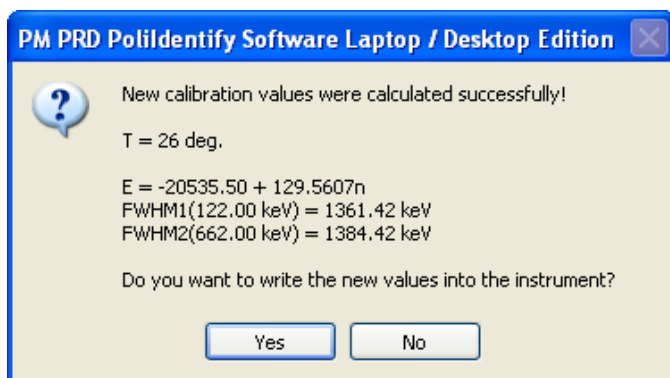 PM PRD PoliIdentify Software Laptop / Desktop Edition
New calibration values were calculated successfully!
T = 26 deg.
E = -20535.50 + 129.5607n
FWHM1(122.00 keV) = 1361.42 keV
FWHM2(662.00 keV) = 1384.42 keV
Do you want to write the new values into the instrument?
Yes
No